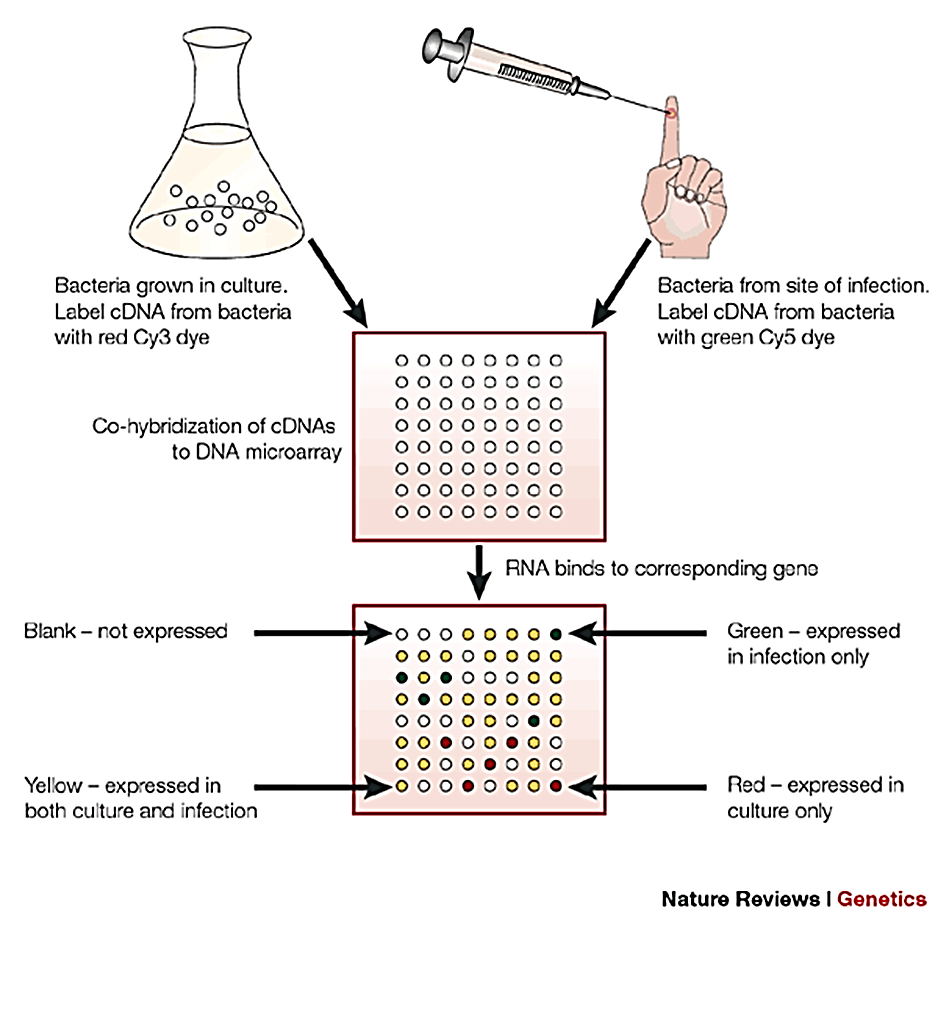 Bacteria grown in culture.
Label cDNA from bacteria
with red Cy3 dye
Bacteria from site of infection.
Label cDNA from bacteria
with green Cy5 dye
Co-hybridization of cDNAs
to DNA microarray
RNA binds to corresponding gene
Blank – not expressed
Green – expressed
in infection only
Yellow – expressed in
both culture and infection
Red – expressed in
culture only
Nature Reviews | Genetics